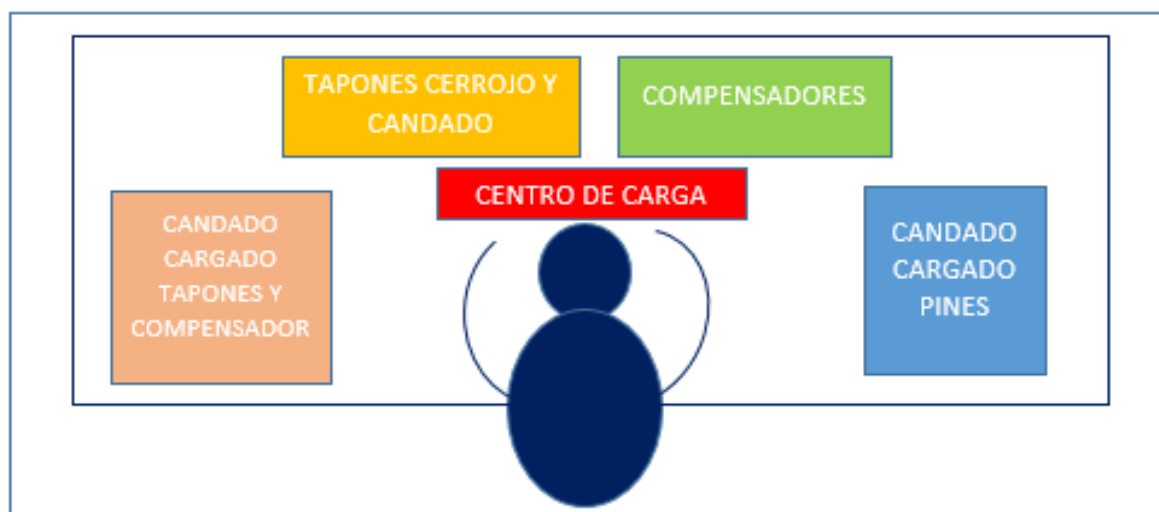 TAPONES CERROJO Y
CANDADO
COMPENSADORES
CENTRO DE CARGA
CANDADO
CARGADO
TAPONES Y
COMPENSADOR
CANDADO
CARGADO
PINES